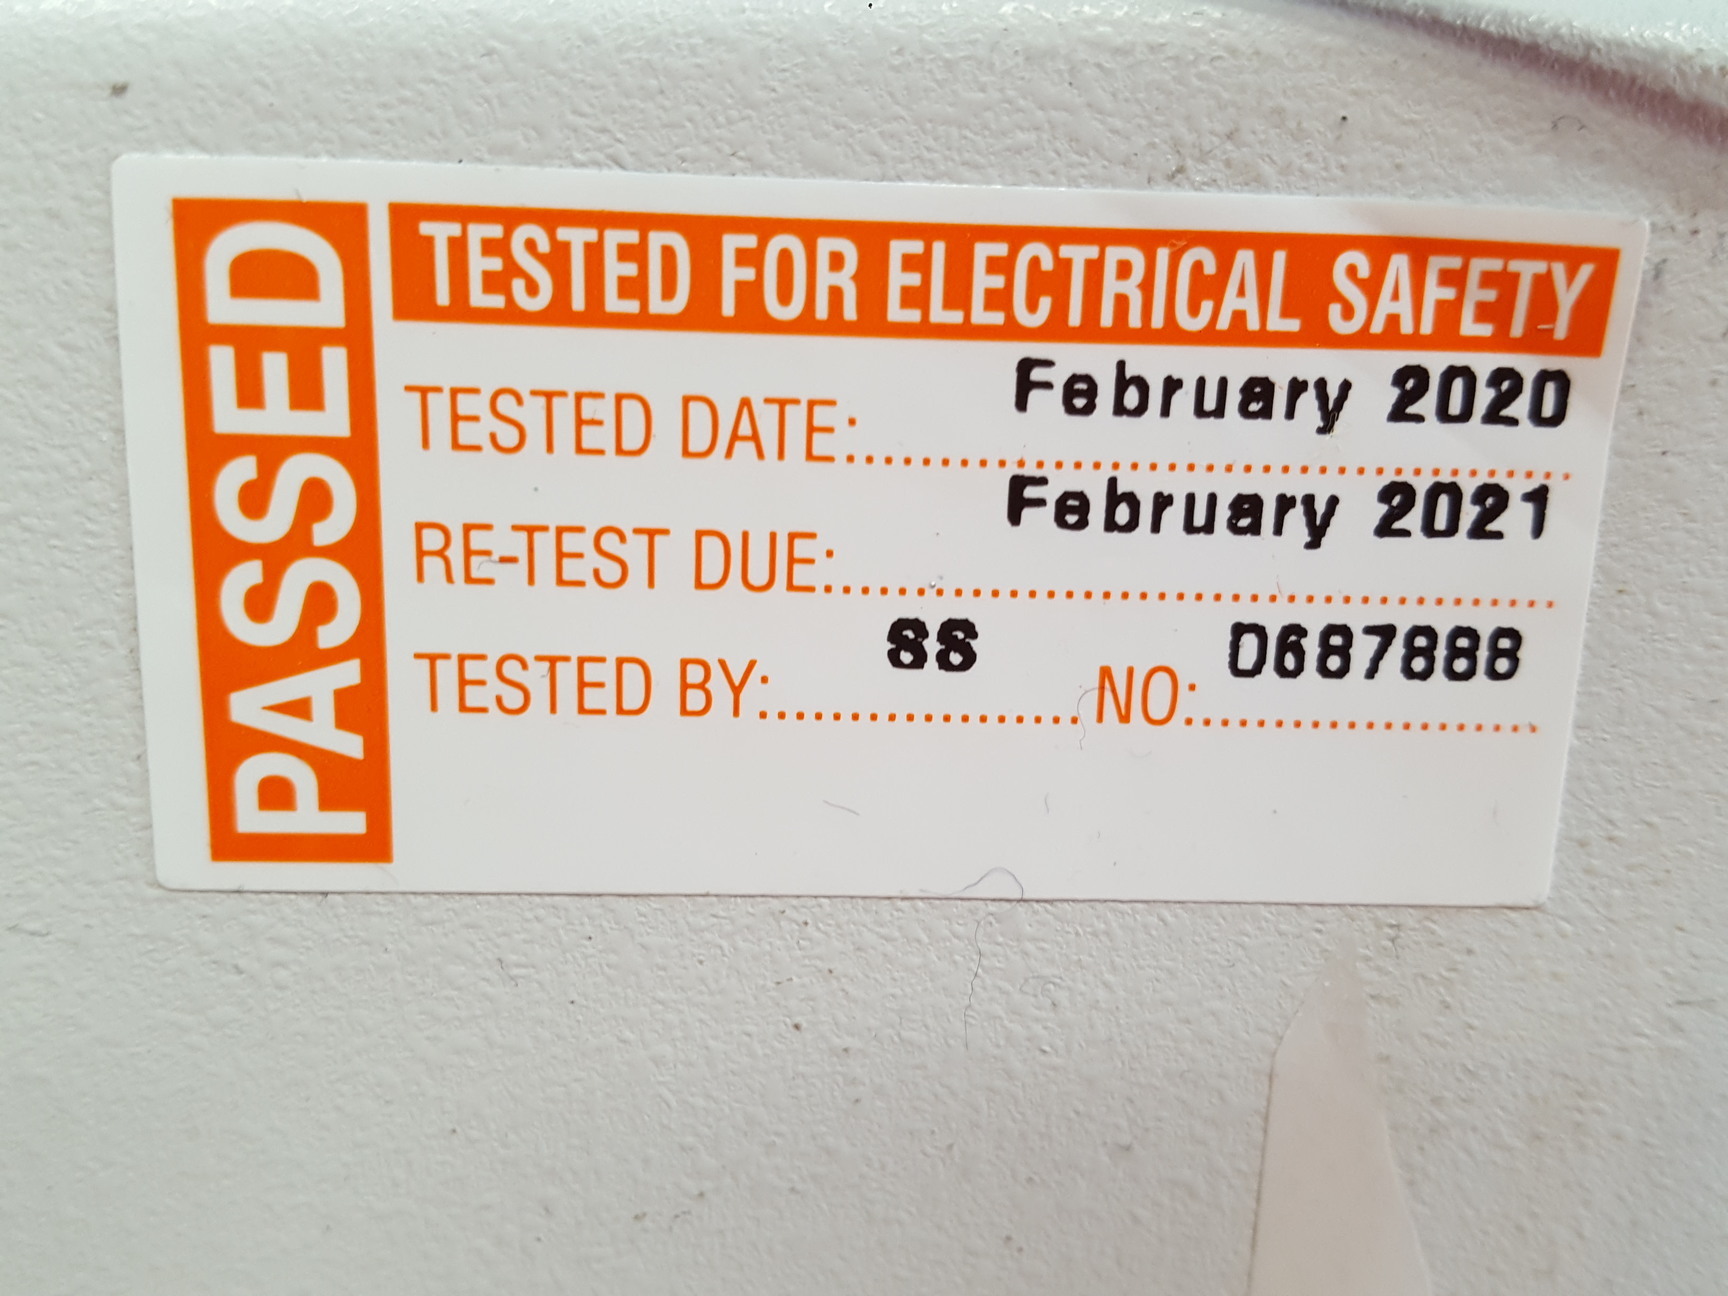 PASSED
TESTED FOR ELECTRICAL SAFETY
TESTED DATE: February 2020
RE-TEST DUE: February 2021
TESTED BY: SS NO: 0687888